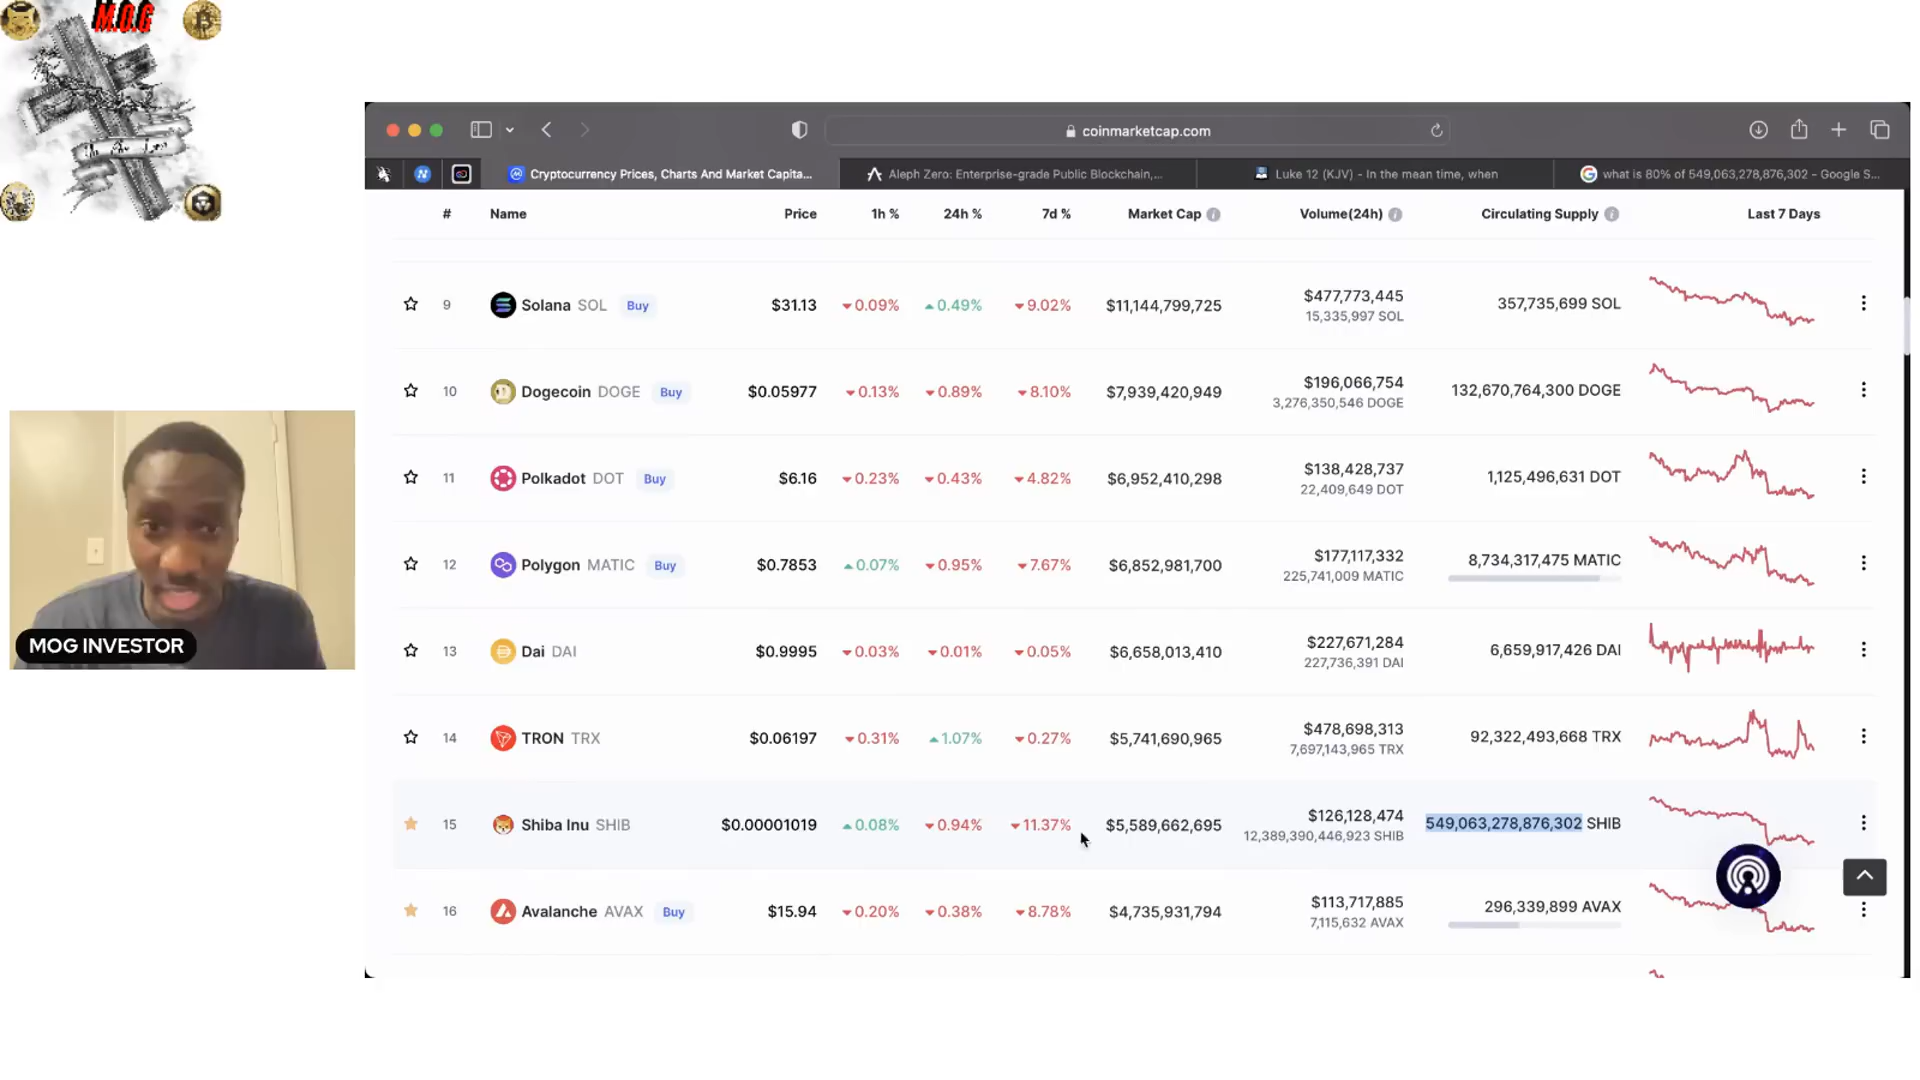 M.O.G
MOG INVESTOR
coinmarketcap.com
Cryptocurrency Prices, Charts And Market Capita...
Aleph Zero: Enterprise-grade Public Blockchain,...
Luke 12 (KJV) - In the mean time, when
what is 80% of 549,063,278,876,302 - Google S...
# Name Price 1h % 24h % 7d % Market Cap Volume(24h) Circulating Supply Last 7 Days
9 Solana SOL Buy $31.13 0.09% 0.49% 9.02% $11,144,799,725 $477,773,445 357,735,699 SOL
15,335,997 SOL
10 Dogecoin DOGE Buy $0.05977 0.13% 0.89% 8.10% $7,939,420,949 $196,066,754 132,670,764,300 DOGE
3,276,350,546 DOGE
11 Polkadot DOT Buy $6.16 0.23% 0.43% 4.82% $6,952,410,298 $138,428,737 1,125,496,631 DOT
22,409,649 DOT
12 Polygon MATIC Buy $0.7853 0.07% 0.95% 7.67% $6,852,981,700 $177,117,332 8,734,317,475 MATIC
225,741,009 MATIC
13 Dai DAI $0.9995 0.03% 0.01% 0.05% $6,658,013,410 $227,671,284 6,659,917,426 DAI
227,736,391 DAI
14 TRON TRX $0.06197 0.31% 1.07% 0.27% $5,741,690,965 $478,698,313 92,322,493,668 TRX
7,697,143,965 TRX
15 Shiba Inu SHIB $0.00001019 0.08% 0.94% 11.37% $5,589,662,695 $126,128,474 549,063,278,876,302 SHIB
12,389,390,446,923 SHIB
16 Avalanche AVAX Buy $15.94 0.20% 0.38% 8.78% $4,735,931,794 $113,717,885 296,339,899 AVAX
7,115,632 AVAX